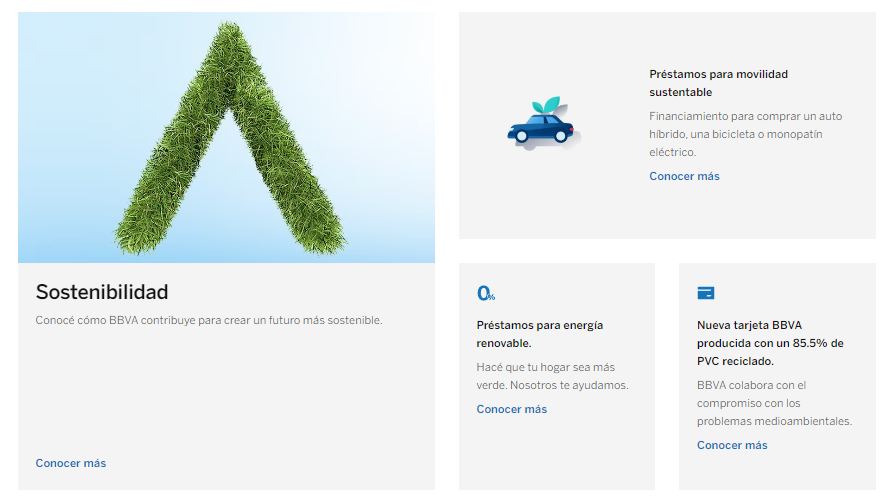 Sostenibilidad
Conocé cómo BBVA contribuye para crear un futuro más sostenible.
Conocer más
Préstamos para movilidad
sustentable
Financiamiento para comprar un auto
híbrido, una bicicleta o monopatín
eléctrico.
Conocer más
0%
Préstamos para energía
renovable.
Hacé que tu hogar sea más
verde. Nosotros te ayudamos.
Conocer más
Nueva tarjeta BBVA
producida con un 85.5% de
PVC reciclado.
BBVA colabora con el
compromiso con los
problemas medioambientales.
Conocer más